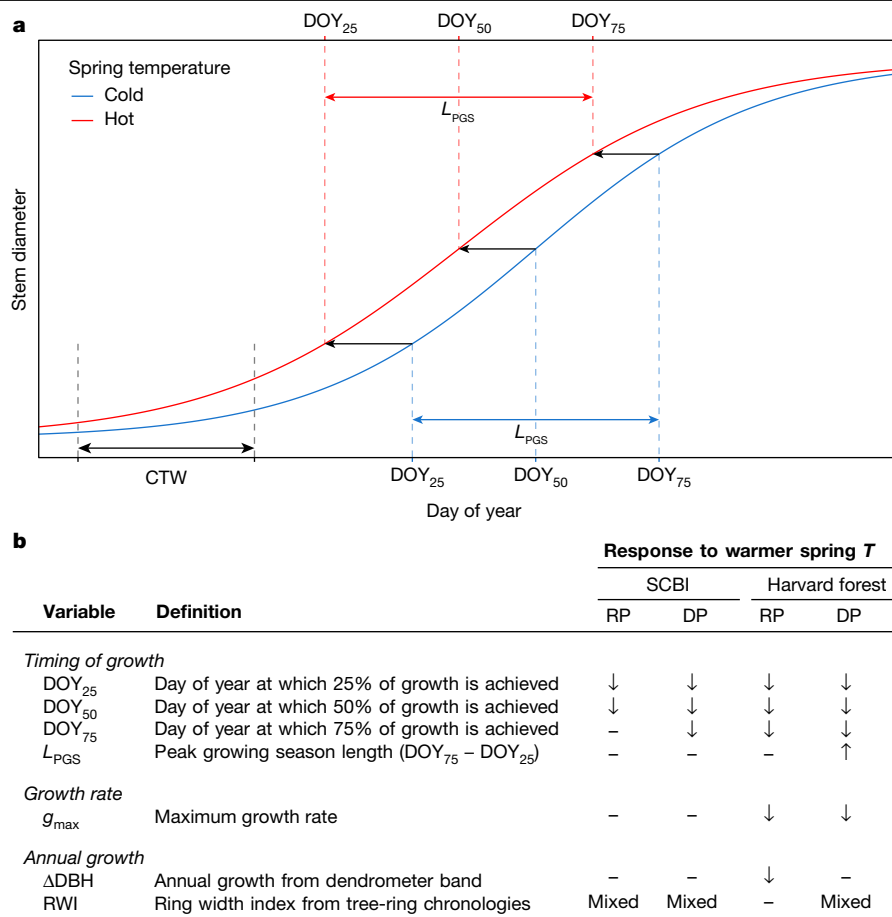 a
DOY25 DOY50 DOY75
Spring temperature
Cold
Hot
LPGS
Stem diameter
LPGS
CTW
DOY25 DOY50 DOY75
Day of year
b
Response to warmer spring T
SCBI Harvard forest
Variable Definition RP DP RP DP
Timing of growth
DOY25 Day of year at which 25% of growth is achieved ↓ ↓ ↓ ↓
DOY50 Day of year at which 50% of growth is achieved ↓ ↓ ↓ ↓
DOY75 Day of year at which 75% of growth is achieved – ↓ ↓ ↓
LPGS Peak growing season length (DOY75 – DOY25) – – – ↑
Growth rate
gmax Maximum growth rate – – ↓ ↓
Annual growth
ΔDBH Annual growth from dendrometer band – – ↓ –
RWI Ring width index from tree-ring chronologies Mixed Mixed – Mixed